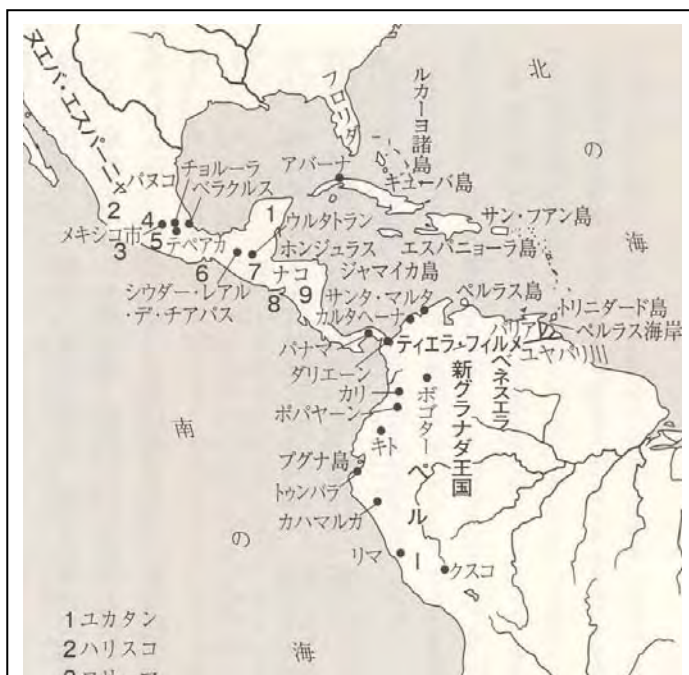 ヌエバ・エスパーニャ
パヌコ
チョルーラ
ベラクルス
メキシコ市
テペアカ
シウダー・レアル
・デ・チアパス
ウルタトラン
ホンジュラス
ナコ
フロリダ
ルカーヨ諸島
アバーナ
キューバ島
サン・フアン島
エスパニョーラ島
ジャマイカ島
北の海
サンタ・マルタ
カルタヘーナ
ペルラス島
トリニダード島
パリア
ペルラス海岸
ユヤパリ川
パナマ
ティエラ・フィルメ
ダリエーン
ベネスエラ
新グラナダ王国
カリ
ボゴター
ポパヤーン
キト
プグナ島
トゥンバラ
ペルー
カハマルカ
リマ
クスコ
南の海
1
2
3
4
5
6
7
8
9
1 ユカタン
2 ハリスコ